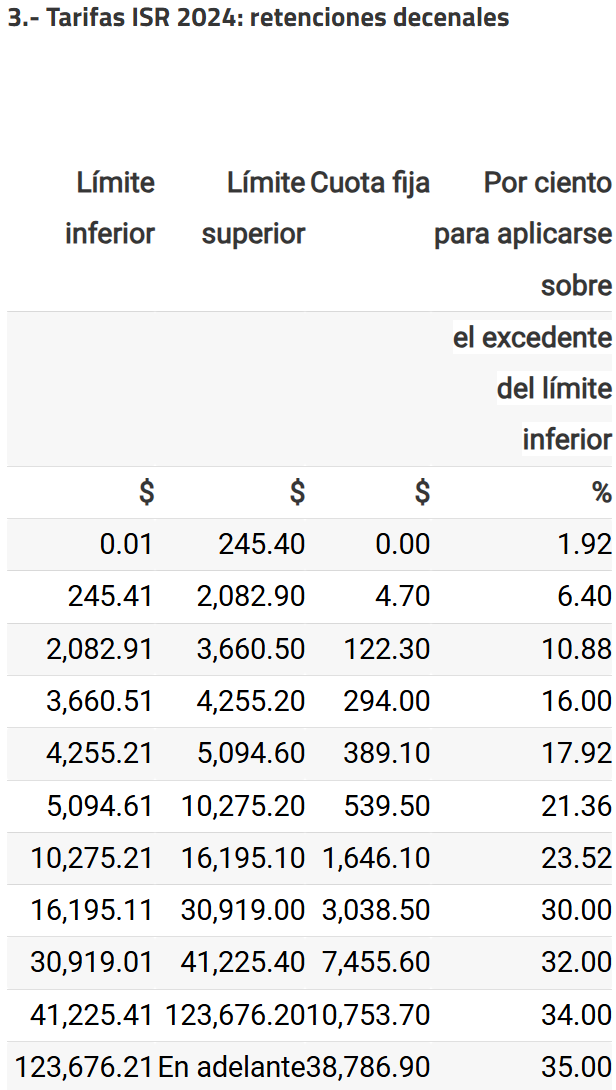 3.- Tarifas ISR 2024: retenciones decenales
Límite Límite Cuota fija Por ciento
inferior superior para aplicarse
sobre
el excedente
del límite
inferior
$ $ $ %
0.01 245.40 0.00 1.92
245.41 2,082.90 4.70 6.40
2,082.91 3,660.50 122.30 10.88
3,660.51 4,255.20 294.00 16.00
4,255.21 5,094.60 389.10 17.92
5,094.61 10,275.20 539.50 21.36
10,275.21 16,195.10 1,646.10 23.52
16,195.11 30,919.00 3,038.50 30.00
30,919.01 41,225.40 7,455.60 32.00
41,225.41 123,676.20 10,753.70 34.00
123,676.21 En adelante 38,786.90 35.00